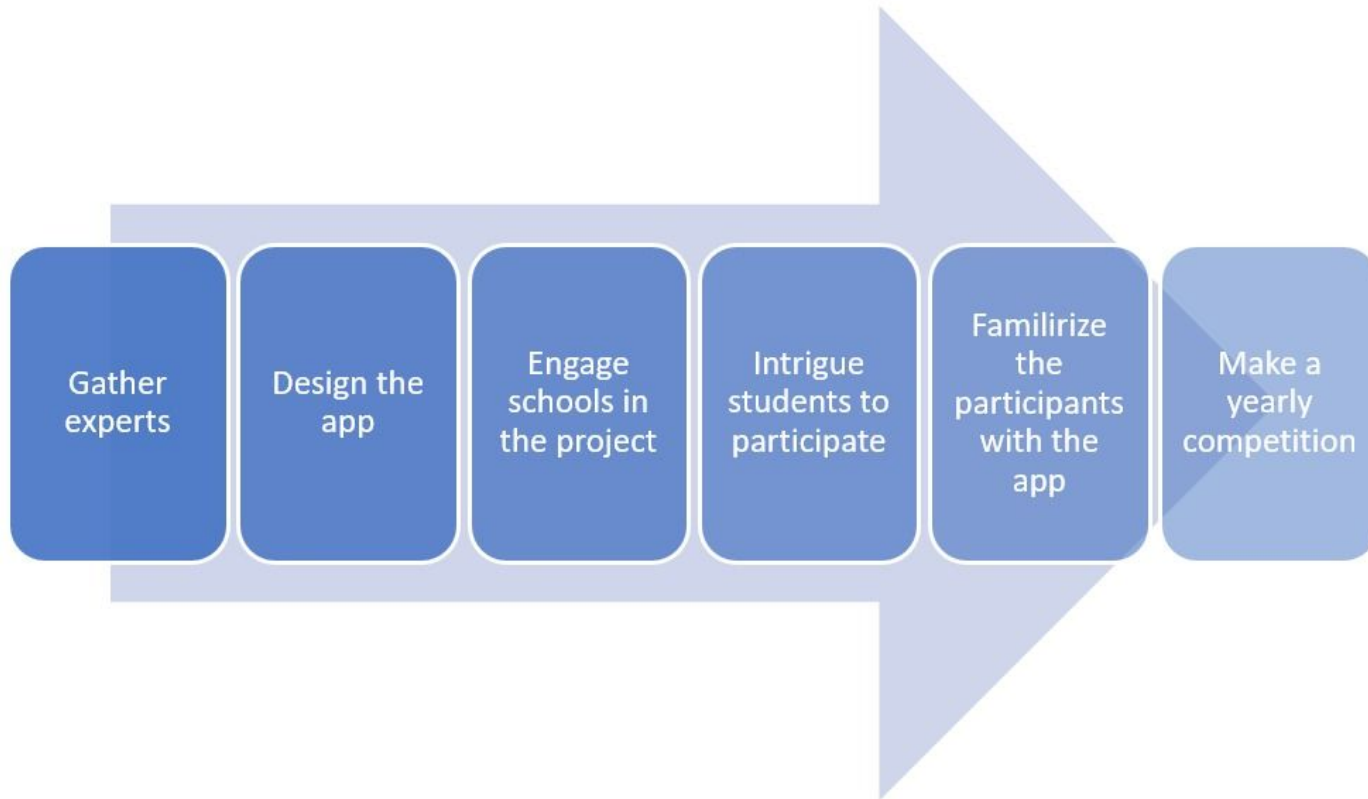 Gather
experts
Design the
app
Engage
schools in
the project
Intrigue
students to
participate
Familirize
the
participants
with the
app
Make a
yearly
competition